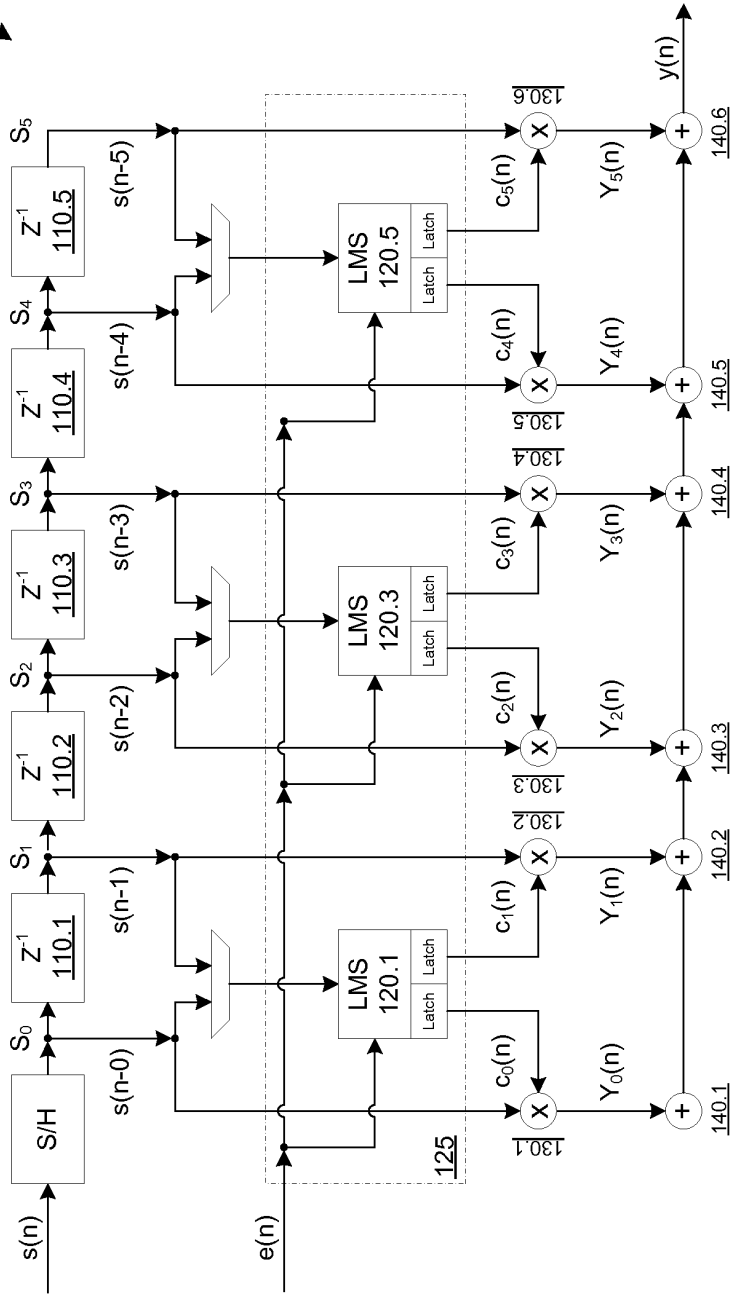 s(n)
S/H
S0
Z-1
110.1
S1
Z-1
110.2
S2
Z-1
110.3
S3
Z-1
110.4
S4
Z-1
110.5
S5
s(n-0)
s(n-1)
s(n-2)
s(n-3)
s(n-4)
s(n-5)
e(n)
125
LMS
120.1
Latch
Latch
LMS
120.3
Latch
Latch
LMS
120.5
Latch
Latch
c0(n)
c1(n)
c2(n)
c3(n)
c4(n)
c5(n)
X
130.1
X
130.2
X
130.3
X
130.4
X
130.5
X
130.6
Y0(n)
Y1(n)
Y2(n)
Y3(n)
Y4(n)
Y5(n)
+
+
+
+
+
+
y(n)
140.1
140.2
140.3
140.4
140.5
140.6